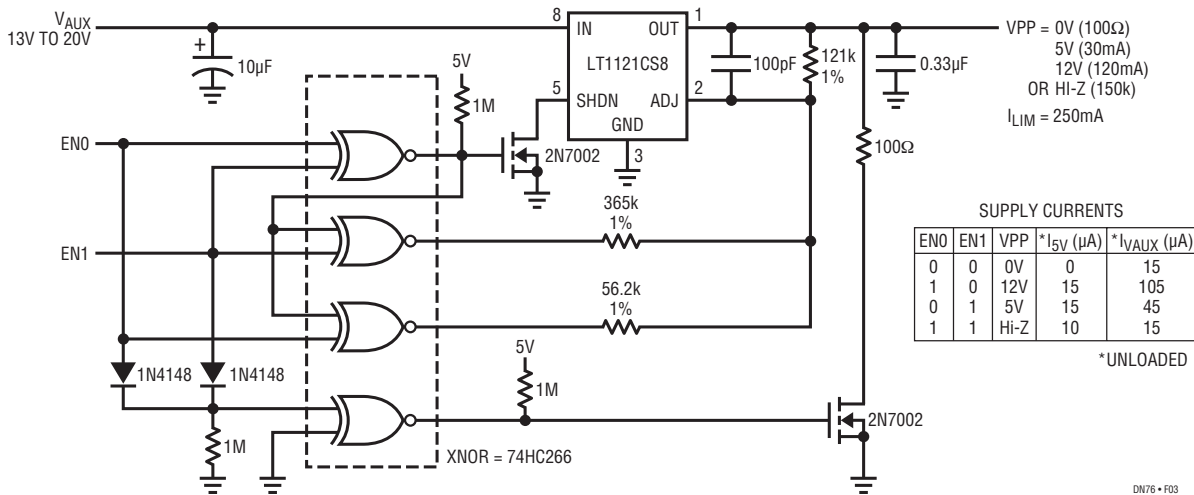 VAUX
13V TO 20V
+
10µF
8
IN
OUT
1
LT1121CS8
5
SHDN
ADJ
2
GND
3
100pF
121k
1%
0.33µF
VPP = 0V (100Ω)
5V (30mA)
12V (120mA)
OR HI-Z (150k)
ILIM = 250mA
5V
1M
2N7002
100Ω
EN0
EN1
365k
1%
56.2k
1%
SUPPLY CURRENTS
EN0 EN1 VPP *I5V (µA) *IVAUX (µA)
0 0 0V 0 15
1 0 12V 15 105
0 1 5V 15 45
1 1 Hi-Z 10 15
*UNLOADED
1N4148
1N4148
5V
1M
2N7002
1M
XNOR = 74HC266
DN76 • F03